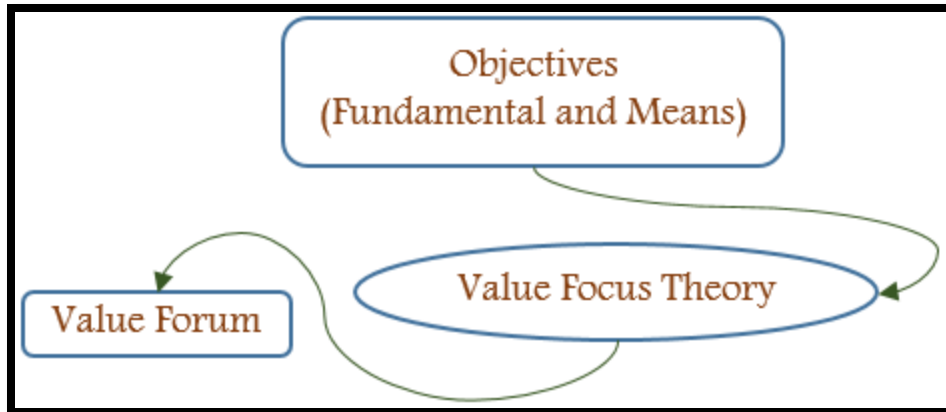 Objectives
(Fundamental and Means)
Value Focus Theory
Value Forum